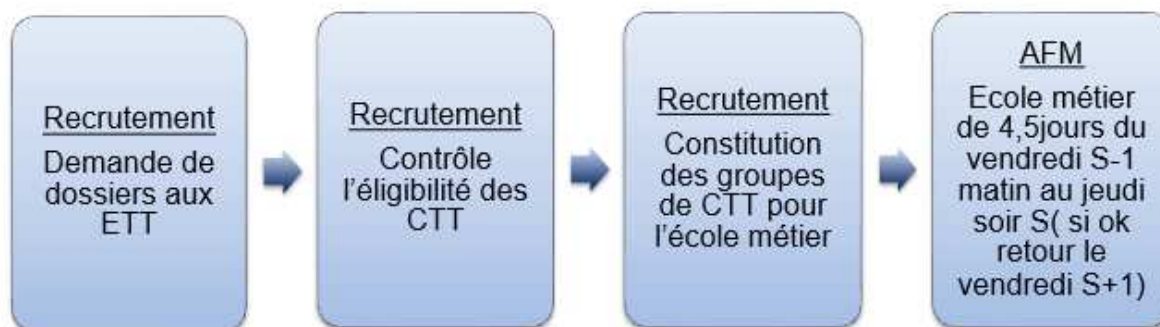 Recrutement
Demande de
dossiers aux
ETT
Recrutement
Contrôle
l'éligibilité des
CTT
Recrutement
Constitution
des groupes
de CTT pour
l'école métier
AFM
Ecole métier
de 4,5jours du
vendredi S-1
matin au jeudi
soir S( si ok
retour le
vendredi S+1)